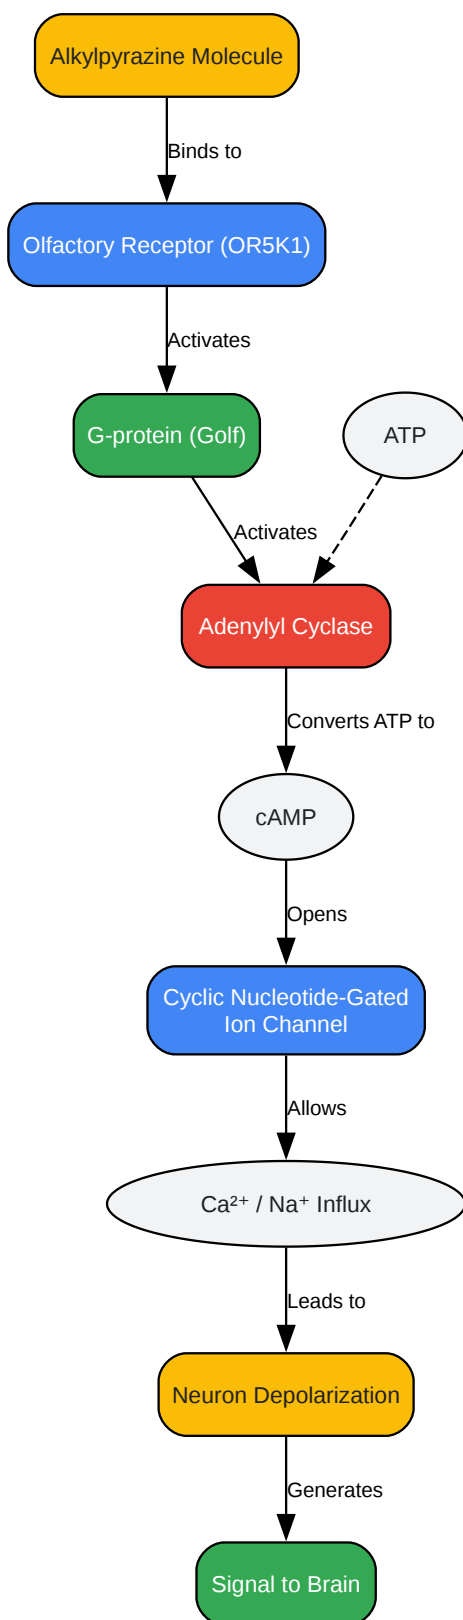 Alkylpyrazine Molecule
Binds to
Olfactory Receptor (OR5K1)
Activates
G-protein (Golf)
ATP
Activates
Adenylyl Cyclase
Converts ATP to
cAMP
Opens
Cyclic Nucleotide-Gated
Ion Channel
Allows
Ca²⁺ / Na⁺ Influx
Leads to
Neuron Depolarization
Generates
Signal to Brain